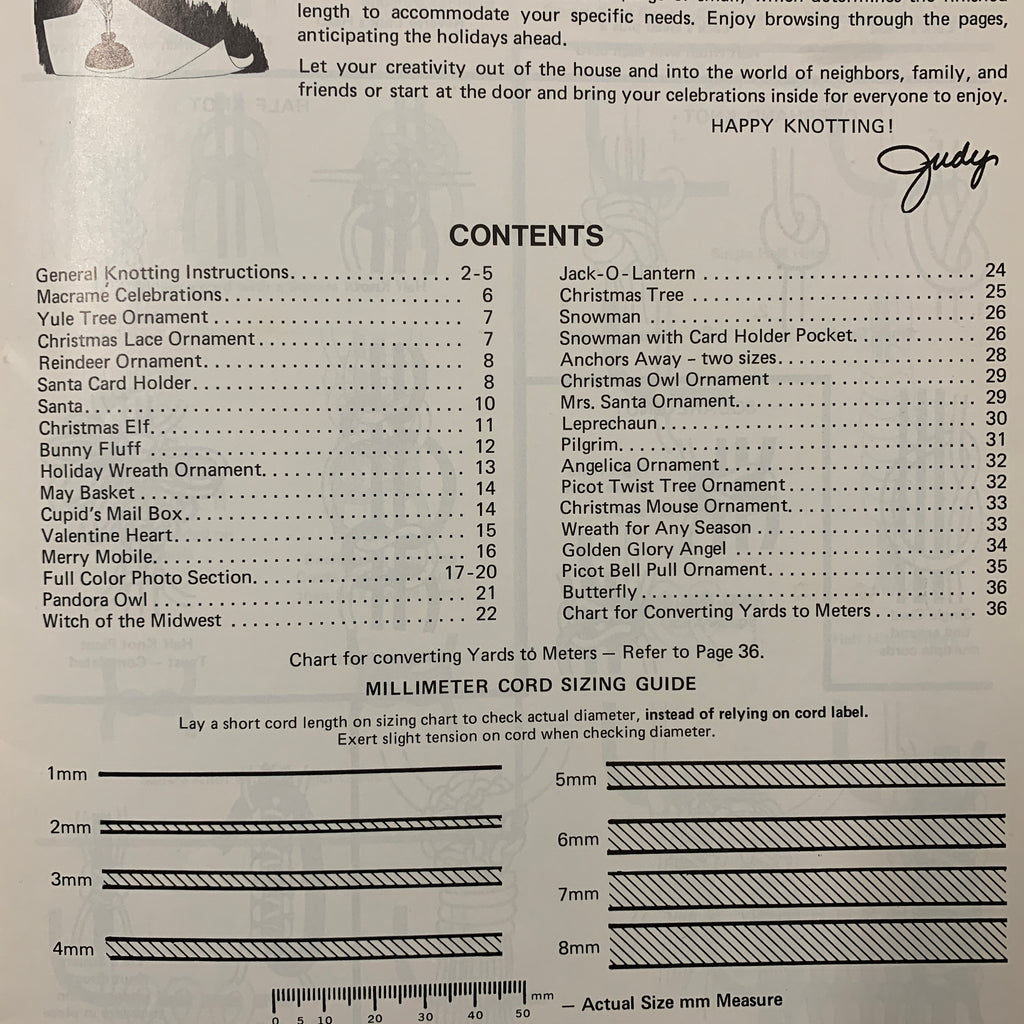 length to accommodate your specific needs. Enjoy browsing through the pages,
anticipating the holidays ahead.
Let your creativity out of the house and into the world of neighbors, family, and
friends or start at the door and bring your celebrations inside for everyone to enjoy.
HAPPY KNOTTING!
Judy
CONTENTS
General Knotting Instructions. . . . . . . . . . . . . . . 2-5
Macramé Celebrations. . . . . . . . . . . . . . . . . . . . . 6
Yule Tree Ornament . . . . . . . . . . . . . . . . . . . . . . 7
Christmas Lace Ornament . . . . . . . . . . . . . . . . . . 7
Reindeer Ornament. . . . . . . . . . . . . . . . . . . . . . . 8
Santa Card Holder. . . . . . . . . . . . . . . . . . . . . . . . 8
Santa. . . . . . . . . . . . . . . . . . . . . . . . . . . . . . . . 10
Christmas Elf. . . . . . . . . . . . . . . . . . . . . . . . . . . 11
Bunny Fluff . . . . . . . . . . . . . . . . . . . . . . . . . . . 12
Holiday Wreath Ornament. . . . . . . . . . . . . . . . . . 13
May Basket . . . . . . . . . . . . . . . . . . . . . . . . . . . . 14
Cupid's Mail Box. . . . . . . . . . . . . . . . . . . . . . . . 14
Valentine Heart. . . . . . . . . . . . . . . . . . . . . . . . . 15
Merry Mobile. . . . . . . . . . . . . . . . . . . . . . . . . . . 16
Full Color Photo Section. . . . . . . . . . . . . . . . 17-20
Pandora Owl . . . . . . . . . . . . . . . . . . . . . . . . . . . 21
Witch of the Midwest . . . . . . . . . . . . . . . . . . . . 22
Jack-O-Lantern . . . . . . . . . . . . . . . . . . . . . . . . . 24
Christmas Tree . . . . . . . . . . . . . . . . . . . . . . . . . . 25
Snowman . . . . . . . . . . . . . . . . . . . . . . . . . . . . . . 26
Snowman with Card Holder Pocket. . . . . . . . . . . 26
Anchors Away – two sizes. . . . . . . . . . . . . . . . . . 28
Christmas Owl Ornament . . . . . . . . . . . . . . . . . . 29
Mrs. Santa Ornament. . . . . . . . . . . . . . . . . . . . . . 29
Leprechaun . . . . . . . . . . . . . . . . . . . . . . . . . . . . 30
Pilgrim. . . . . . . . . . . . . . . . . . . . . . . . . . . . . . . . 31
Angelica Ornament . . . . . . . . . . . . . . . . . . . . . . . 32
Picot Twist Tree Ornament . . . . . . . . . . . . . . . . . 32
Christmas Mouse Ornament. . . . . . . . . . . . . . . . . 33
Wreath for Any Season . . . . . . . . . . . . . . . . . . . . 33
Golden Glory Angel . . . . . . . . . . . . . . . . . . . . . . 34
Picot Bell Pull Ornament. . . . . . . . . . . . . . . . . . . 35
Butterfly . . . . . . . . . . . . . . . . . . . . . . . . . . . . . . 36
Chart for Converting Yards to Meters . . . . . . . . . . 36
Chart for converting Yards to Meters — Refer to Page 36.
MILLIMETER CORD SIZING GUIDE
Lay a short cord length on sizing chart to check actual diameter, instead of relying on cord label.
Exert slight tension on cord when checking diameter.
1mm
2mm
3mm
4mm
5mm
6mm
7mm
8mm
0 5 10 20 30 40 50 mm — Actual Size mm Measure